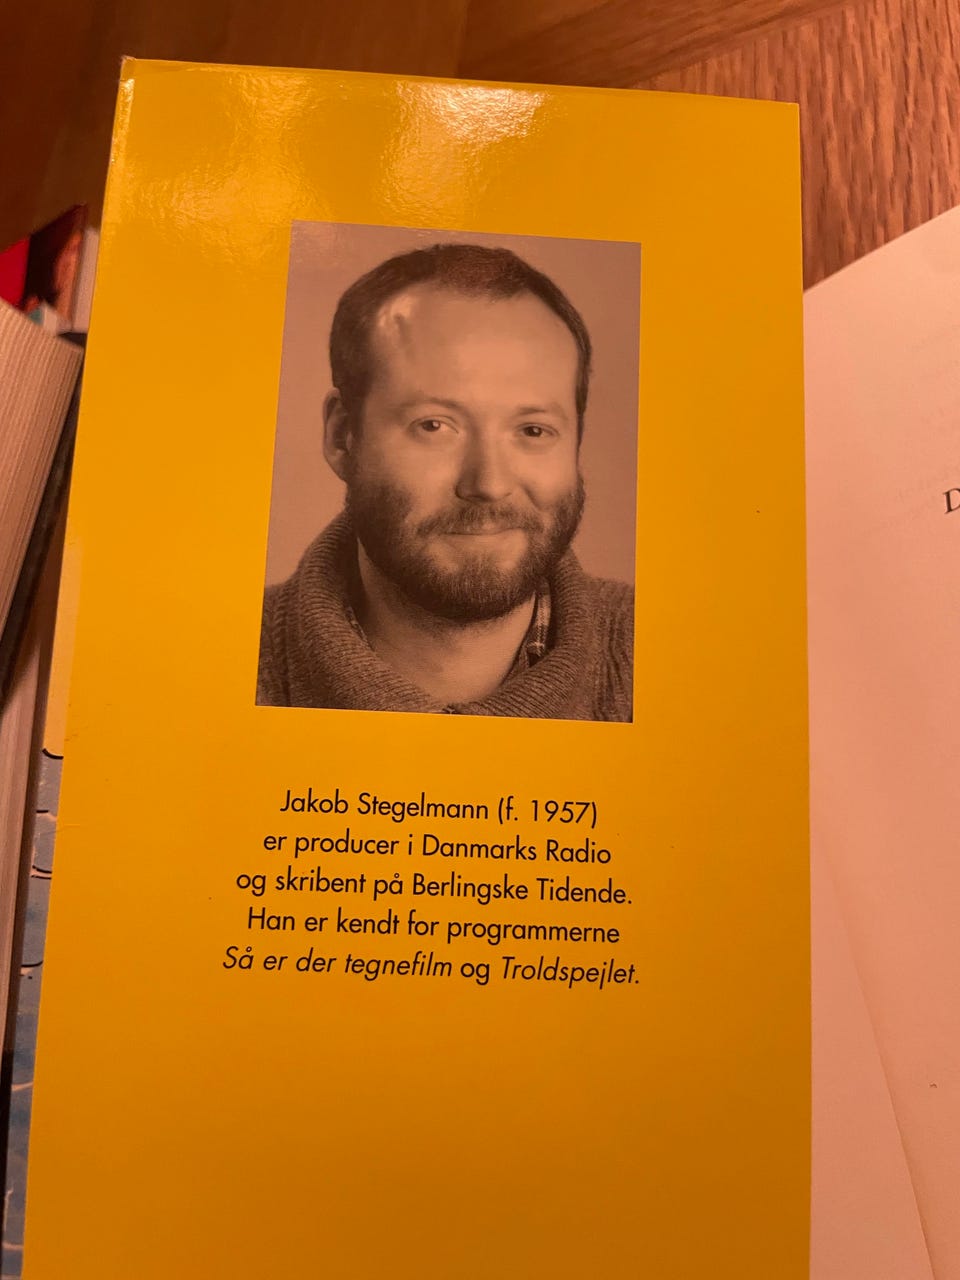 Jakob Stegelmann (f. 1957)
er producer i Danmarks Radio
og skribent på Berlingske Tidende.
Han er kendt for programmerne
Så er der tegnefilm og Troldspejlet.
D